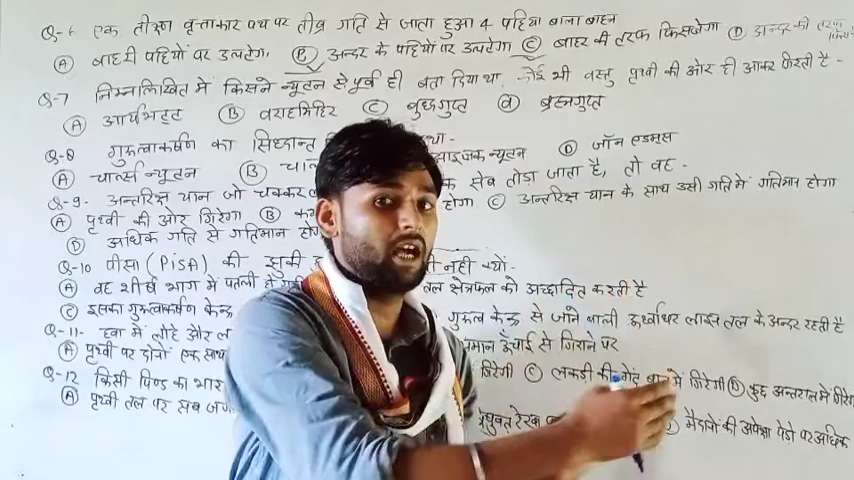 Q-6 एक तीक्ष्ण वृत्ताकार पथ पर तीव्र गति से जाता हुआ 4 पहिया वाला वाहन
Ⓐ बाहरी पहियों पर उलटेगा. Ⓑ अन्दर के पहियों पर उलटेगा Ⓒ बाहर की तरफ फिसलेगा Ⓓ अन्दर की तरफ
Q-7 निम्नलिखित में किसने न्यूटन से पूर्व ही बता दिया था. कोई भी वस्तु पृथ्वी की ओर ही आकर गिरती है -
Ⓐ आर्यभट्ट Ⓑ वराहमिहिर Ⓒ बुद्धगुप्त Ⓓ ब्रह्मगुप्त
Q-8 गुरुत्वाकर्षण का सिध्दान्त था-
Ⓐ चार्ल्स न्यूटन Ⓑ आइजक न्यूटन Ⓓ जॉन एडम्स
Q-9- अन्तरिक्ष यान जो चक्कर एक सेब छोड़ा जाता है, तो वह -
Ⓐ पृथ्वी की ओर गिरेगा Ⓑ होगा Ⓒ अन्तरिक्ष यान के साथ उसी गति में गतिमान होगा
Ⓓ अधिक गति से गतिमान होगा
Q-10 पीसा (PiSA) की झुकी नहीं क्यों-
Ⓐ वह शीर्ष भाग में पतली तल क्षेत्रफल को आच्छादित करती है
Ⓒ इसका गुरुत्वाकर्षण केन्द्र गुरुत्व केन्द्र से जाने वाली ऊर्ध्वाधर लाइन तल के अन्दर रहती है
Q-11- हवा में लोहे और समान ऊंचाई से गिराने पर
Ⓐ पृथ्वी पर दोनों एक साथ गिरेगी Ⓒ लकड़ी की गेंद बाद में गिरेगी Ⓓ कुछ अन्तराल में
Q-12 किसी पिण्ड का भार
Ⓐ पृथ्वी तल पर सब जगह मैदानों की अपेक्षा पर अधिक